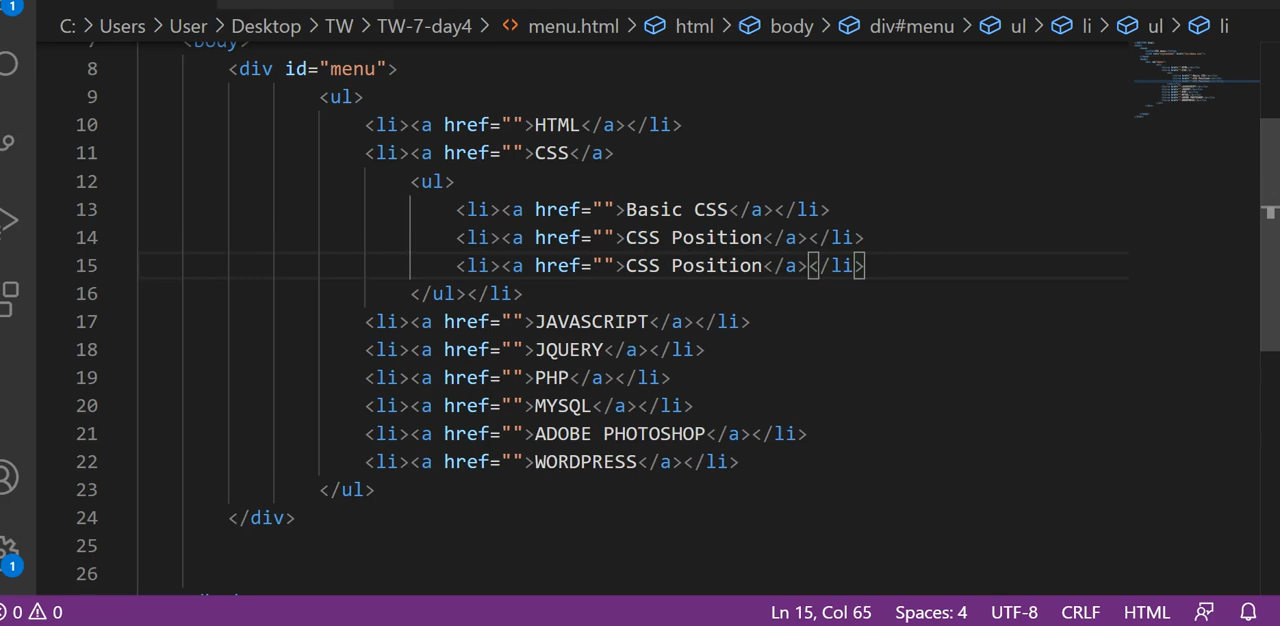 1
C: > Users > User > Desktop > TW > TW-7-day4 > <> menu.html > html > body > div#menu > ul > li > ul > li
7 <body>
8 <div id="menu">
9 <ul>
10 <li><a href="">HTML</a></li>
11 <li><a href="">CSS</a>
12 <ul>
13 <li><a href="">Basic CSS</a></li>
14 <li><a href="">CSS Position</a></li>
15 <li><a href="">CSS Position</a></li>
16 </ul></li>
17 <li><a href="">JAVASCRIPT</a></li>
18 <li><a href="">JQUERY</a></li>
19 <li><a href="">PHP</a></li>
20 <li><a href="">MYSQL</a></li>
21 <li><a href="">ADOBE PHOTOSHOP</a></li>
22 <li><a href="">WORDPRESS</a></li>
23 </ul>
24 </div>
25
26
1
0 0 Ln 15, Col 65 Spaces: 4 UTF-8 CRLF HTML